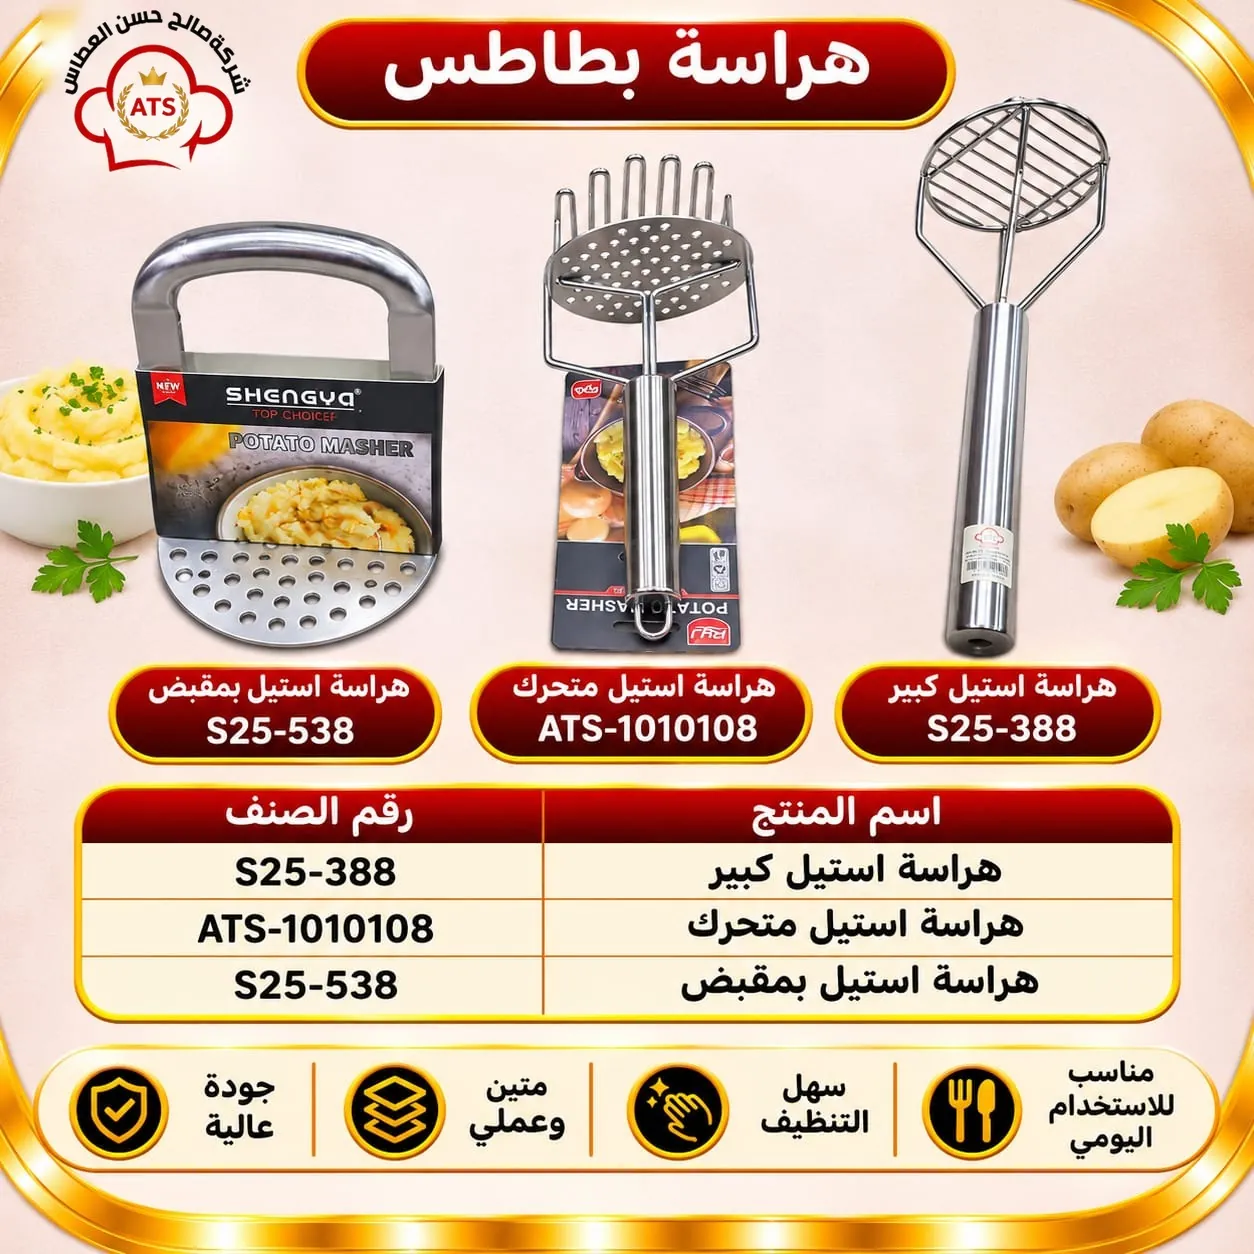 شركة صالح حسن العطاس
ATS
هراسة بطاطس
NEW
SHENGYA®
TOP CHOICE
POTATO MASHER
MASHER
هراسة استيل بمقبض
S25-538
هراسة استيل متحرك
ATS-1010108
هراسة استيل كبير
S25-388
اسم المنتج رقم الصنف
هراسة استيل كبير S25-388
هراسة استيل متحرك ATS-1010108
هراسة استيل بمقبض S25-538
مناسب
للاستخدام
اليومي
سهل
التنظيف
متين
وعملي
جودة
عالية